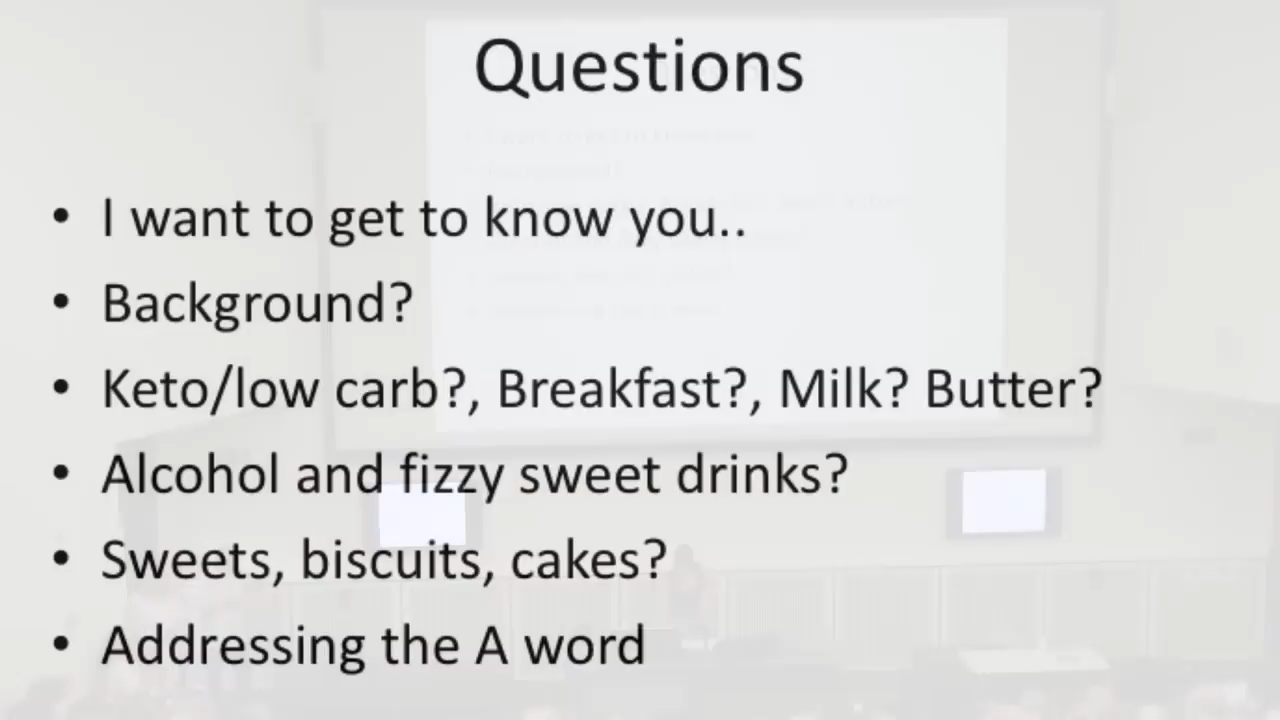 Questions
• I want to get to know you..
• Background?
• Keto/low carb?, Breakfast?, Milk? Butter?
• Alcohol and fizzy sweet drinks?
• Sweets, biscuits, cakes?
• Addressing the A word